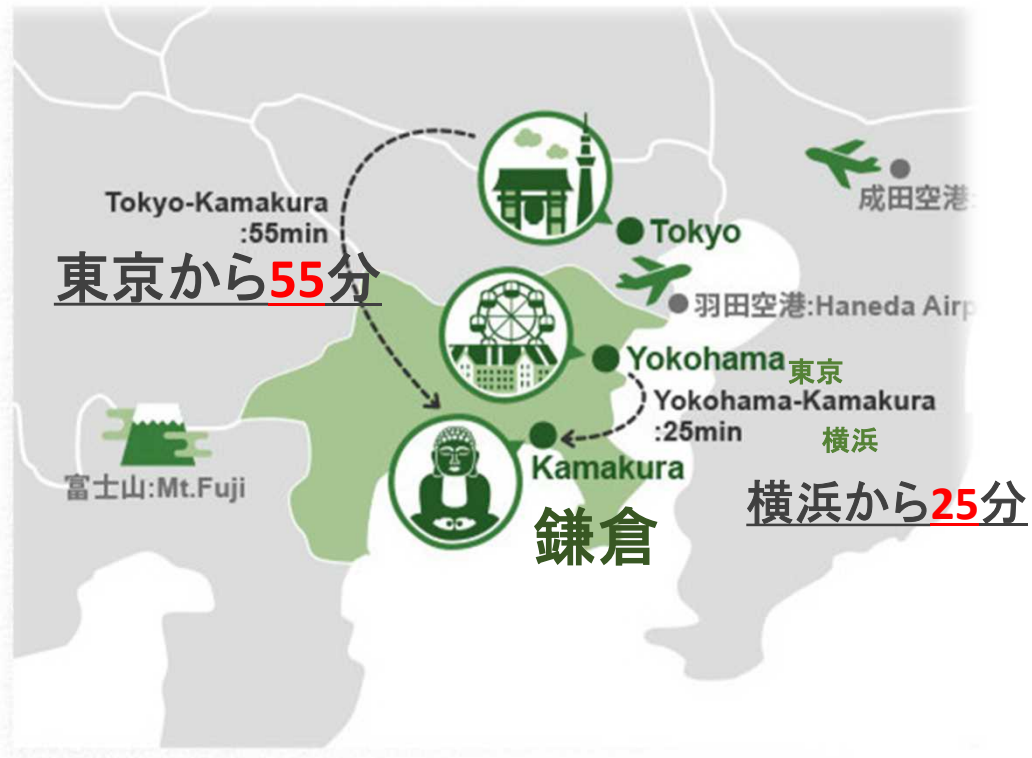 Tokyo-Kamakura
:55min
東京から55分
成田空港:
Tokyo
羽田空港:Haneda Airp
Yokohama
東京
Yokohama-Kamakura
:25min
横浜
Kamakura
富士山:Mt.Fuji
横浜から25分
鎌倉